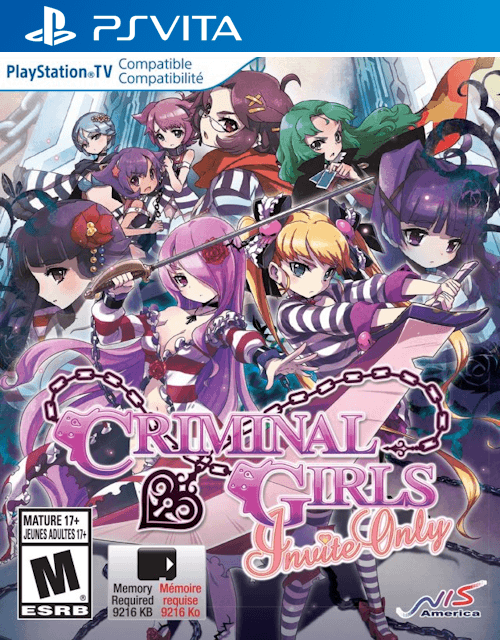 PSVITA
PlayStation®TV
Compatible
Compatibilité
CRIMINAL
GIRLS
Invite Only
MATURE 17+
JEUNES ADULTES 17+
M
ESRB
Memory
Required
9216 KB
Mémoire
requise
9216 Ko
NIS
America